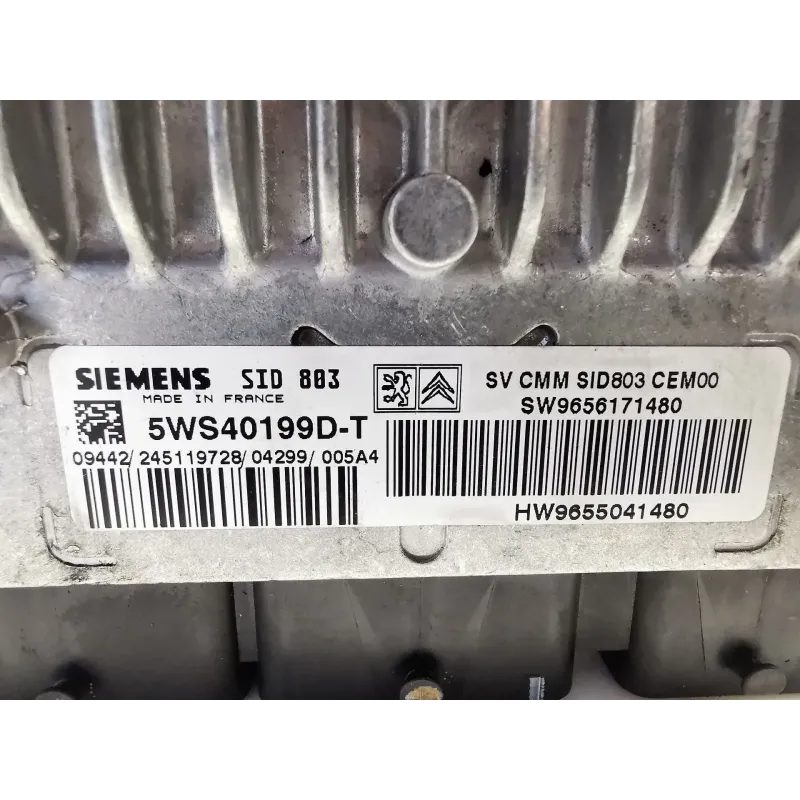 SIEMENS SID 803
MADE IN FRANCE
5WS40199D-T
09442/245119728/04299/005A4
SV CMM SID803 CEM00
SW9656171480
HW9655041480